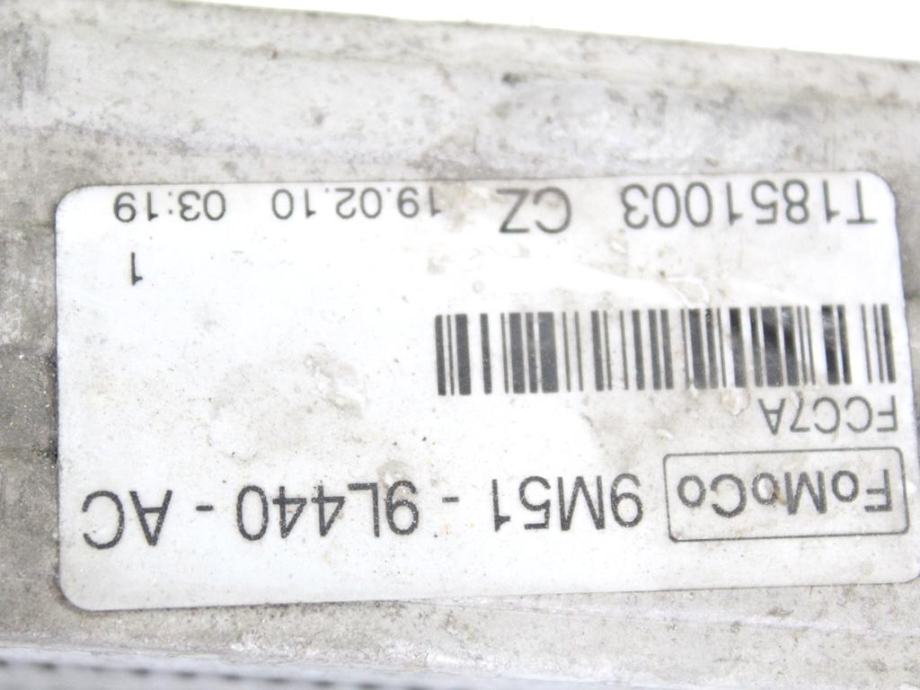 FoMoCo 9M51 - 9L440 - AC
FCC7A
1
T1851003 CZ 19.02.10 03:19